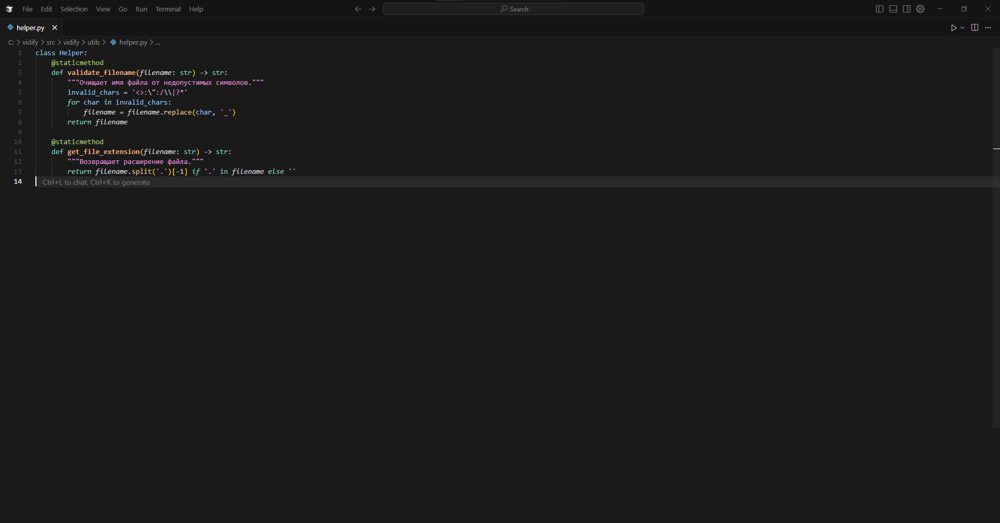 File Edit Selection View Go Run Terminal Help Search
helper.py
C: > vidify > src > vidify > utils > helper.py > ...
1 class Helper:
2     @staticmethod
3     def validate_filename(filename: str) -> str:
4         """Очищает имя файла от недопустимых символов."""
5         invalid_chars = '<>:\":/\\|?*'
6         for char in invalid_chars:
7             filename = filename.replace(char, '_')
8         return filename
9
10     @staticmethod
11     def get_file_extension(filename: str) -> str:
12         """Возвращает расширение файла."""
13         return filename.split('.')[-1] if '.' in filename else ''
14 Ctrl+L to chat, Ctrl+K to generate